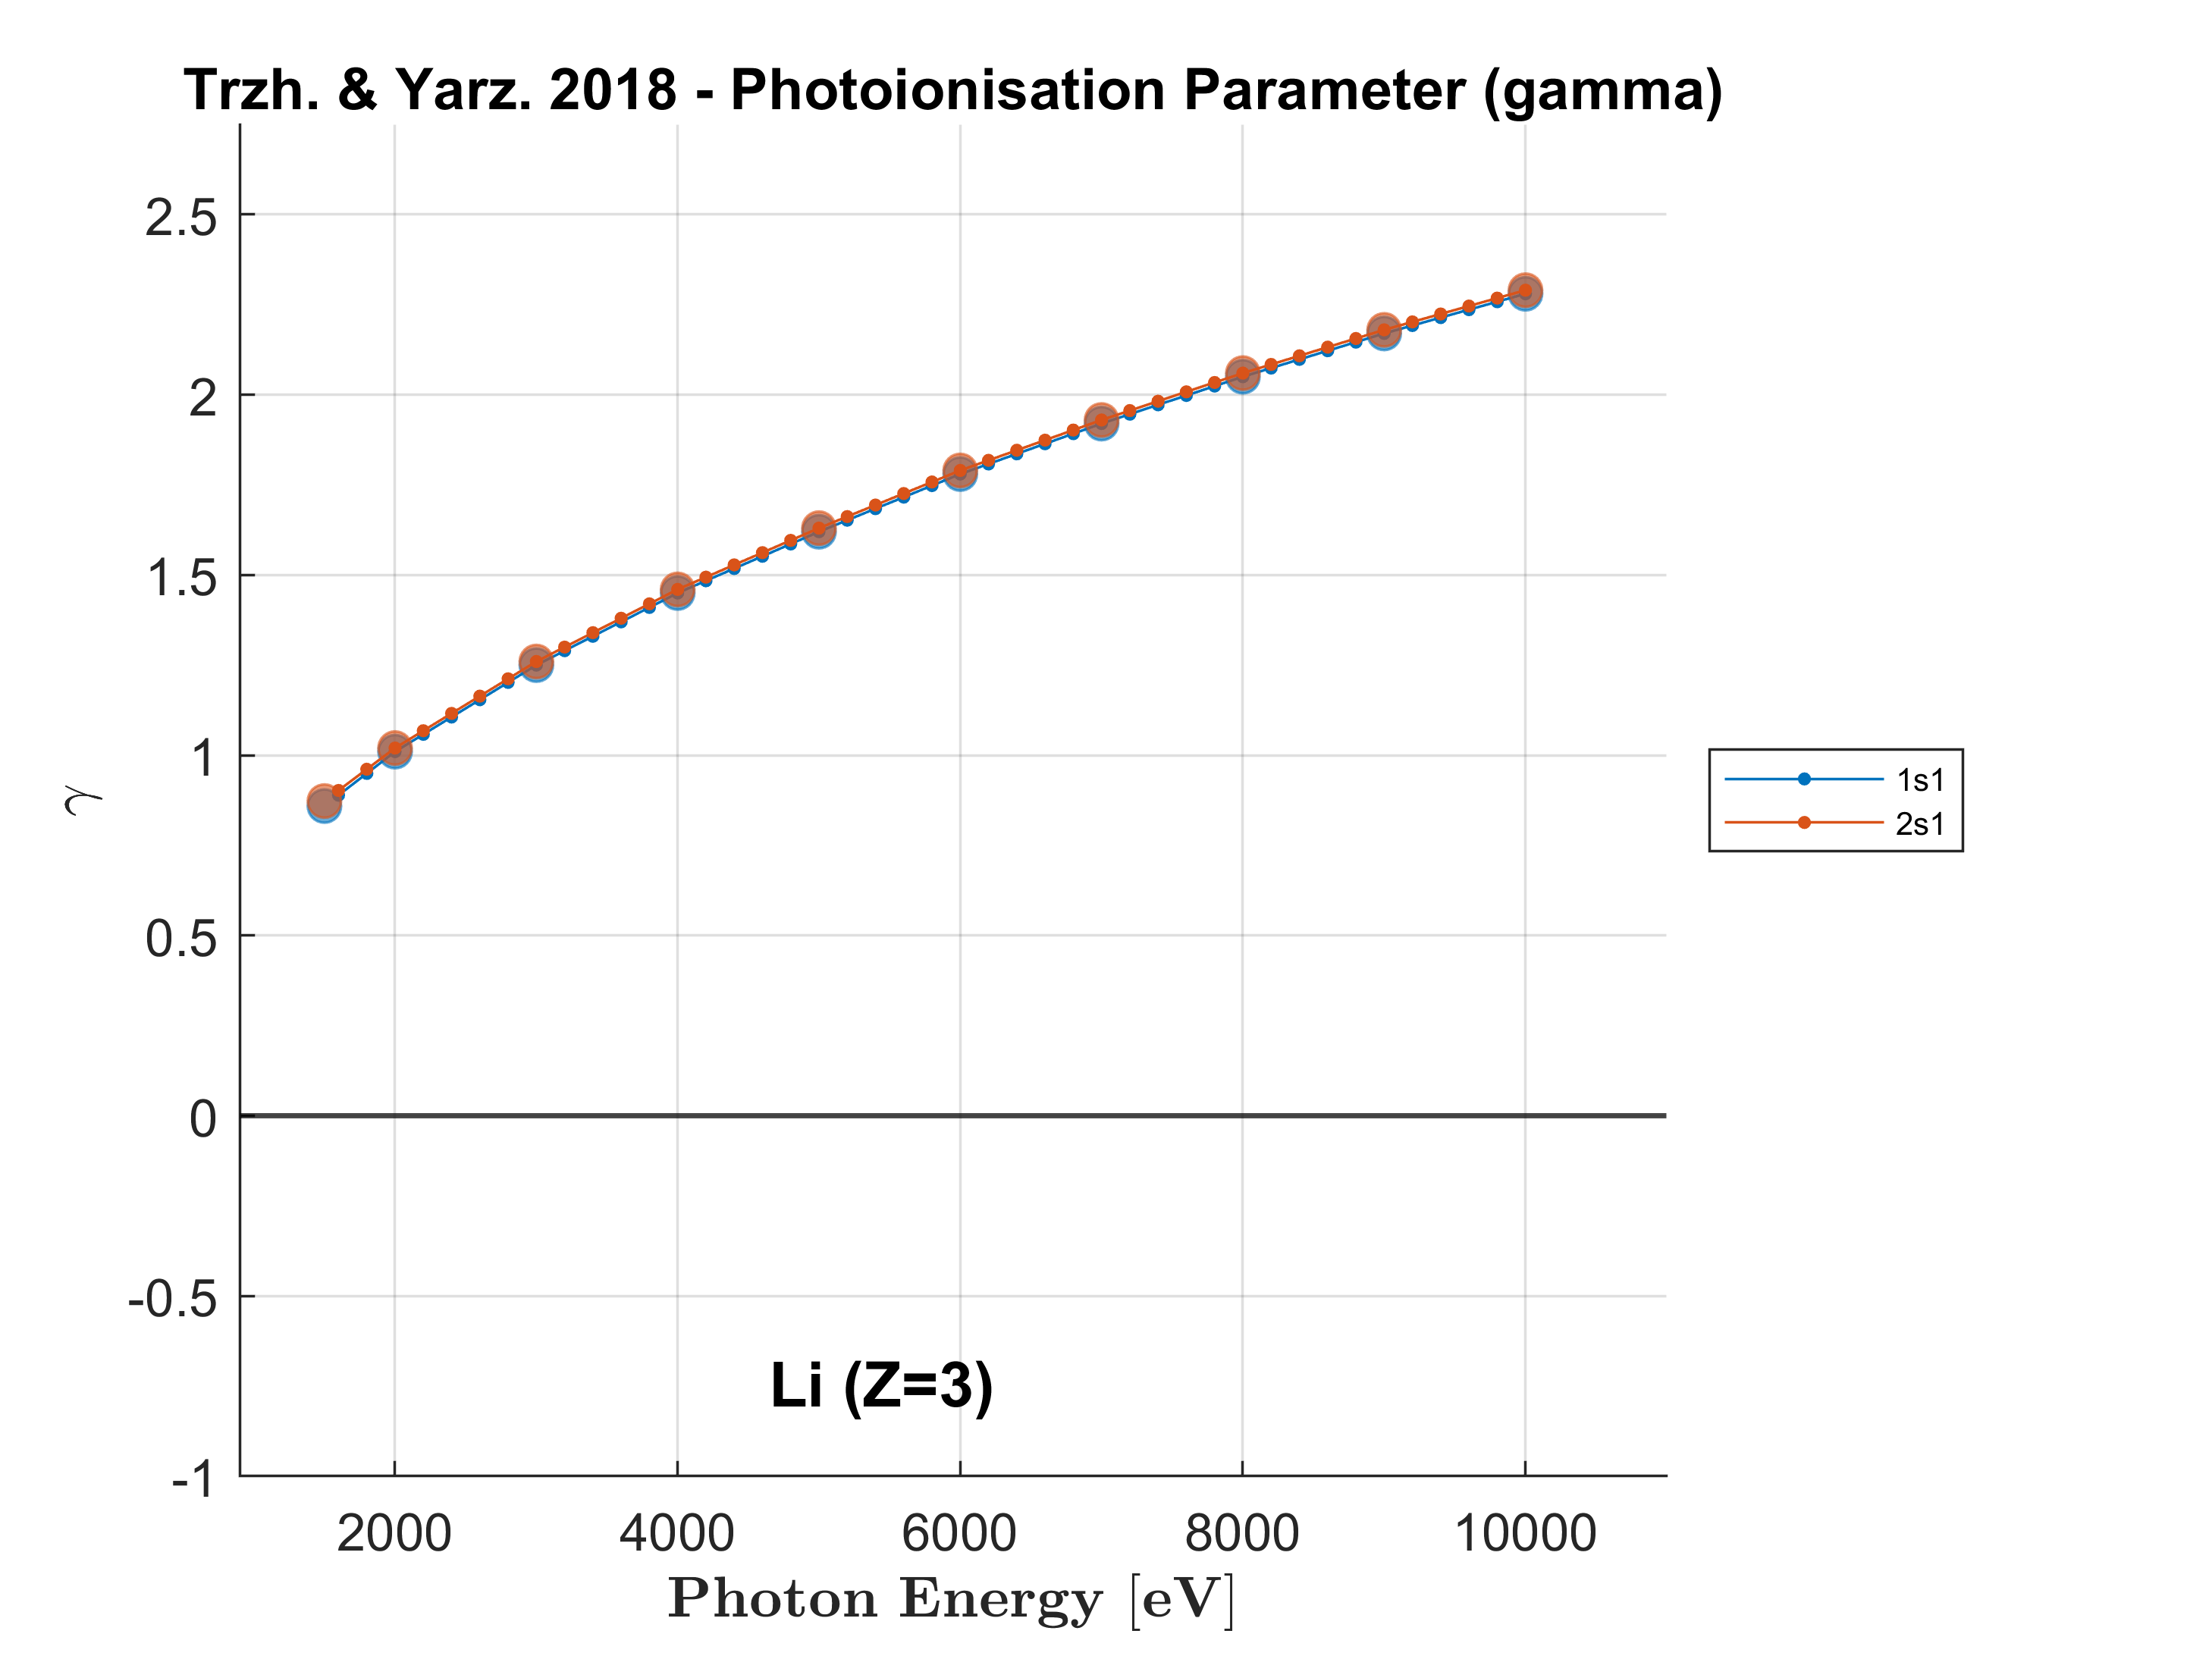 Trzh. & Yarz. 2018 - Photoionisation Parameter (gamma)
2.5
2
1.5
1
0.5
0
-0.5
-1
γ
1s1
2s1
Li (Z=3)
2000 4000 6000 8000 10000
Photon Energy [eV]